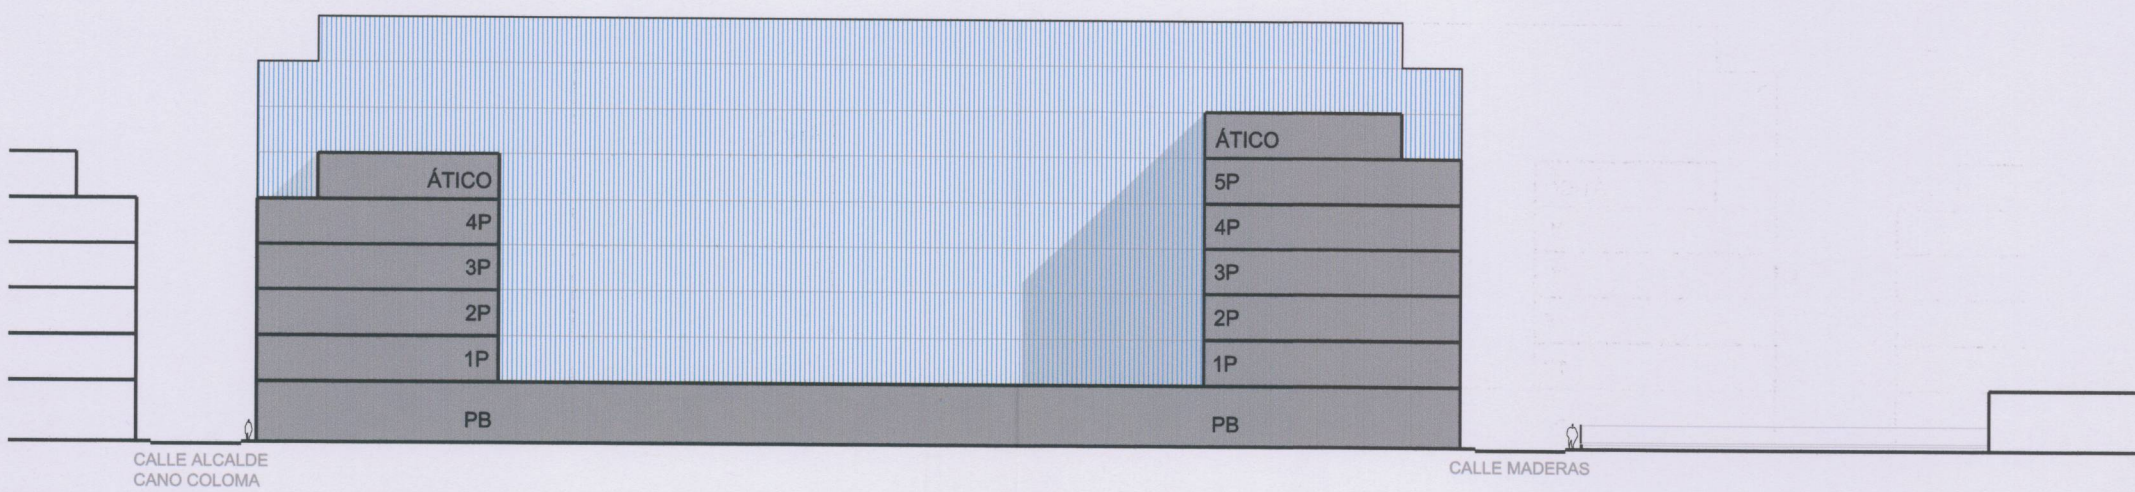 ÁTICO
4P
3P
2P
1P
PB
ÁTICO
5P
4P
3P
2P
1P
PB
CALLE ALCALDE
CANO COLOMA
CALLE MADERAS